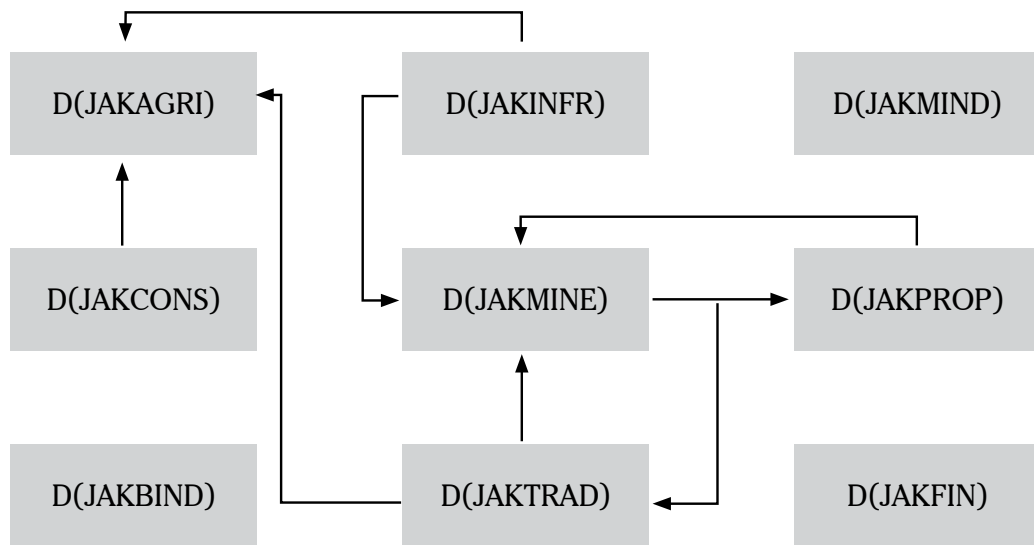 D(JAKAGRI)
D(JAKINFR)
D(JAKMIND)
D(JAKCONS)
D(JAKMINE)
D(JAKPROP)
D(JAKBIND)
D(JAKTRAD)
D(JAKFIN)